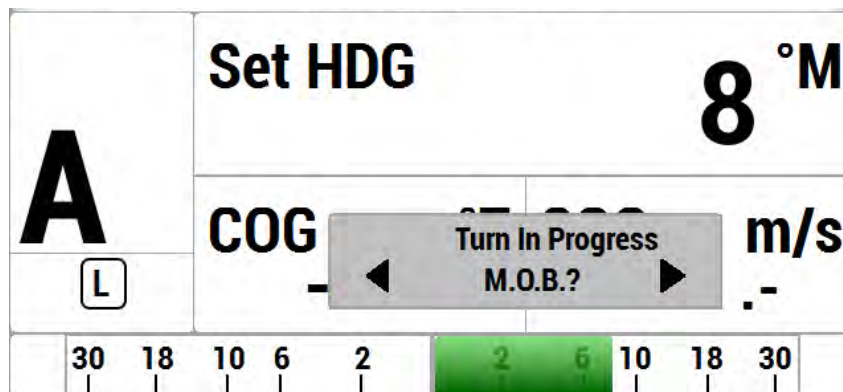 Set HDG
8 °M
A
COG
m/s
Turn In Progress
M.O.B.?
L
- .-
30 18 10 6 2 2 6 10 18 30